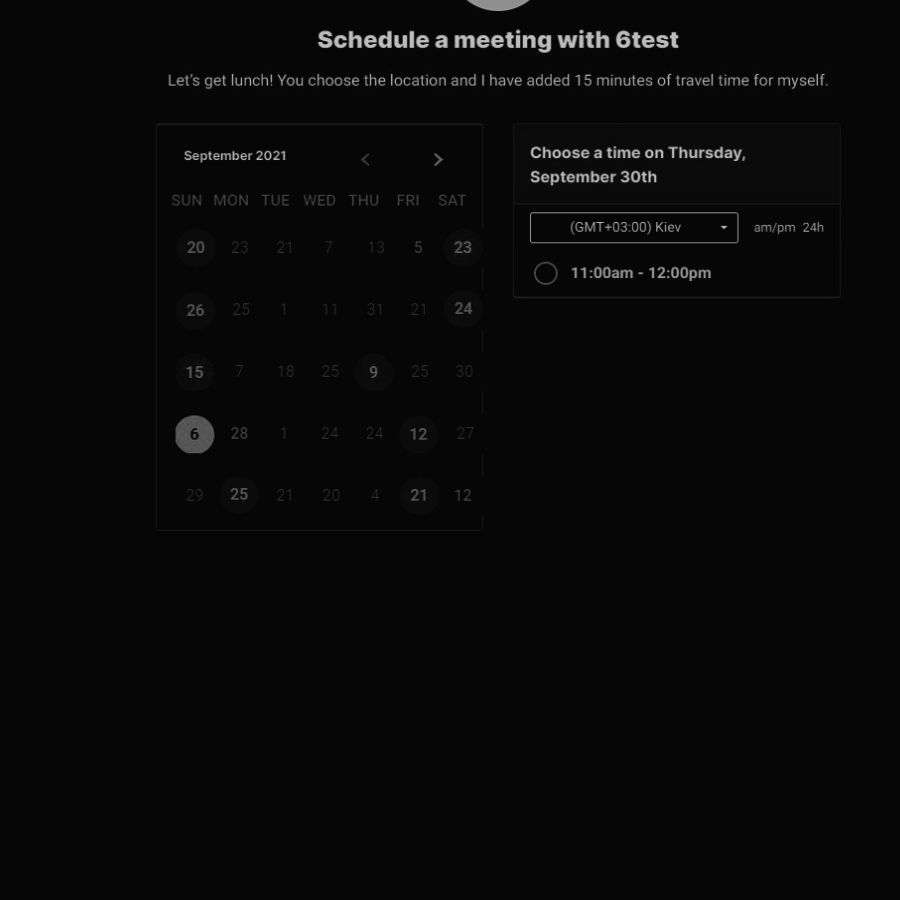 Schedule a meeting with 6test
Let's get lunch! You choose the location and I have added 15 minutes of travel time for myself.
September 2021
SUN MON TUE WED THU FRI SAT
20 23 21 7 13 5 23
26 25 1 11 31 21 24
15 7 18 25 9 25 30
6 28 1 24 24 12 27
29 25 21 20 4 21 12
Choose a time on Thursday,
September 30th
(GMT+03:00) Kiev am/pm 24h
11:00am - 12:00pm